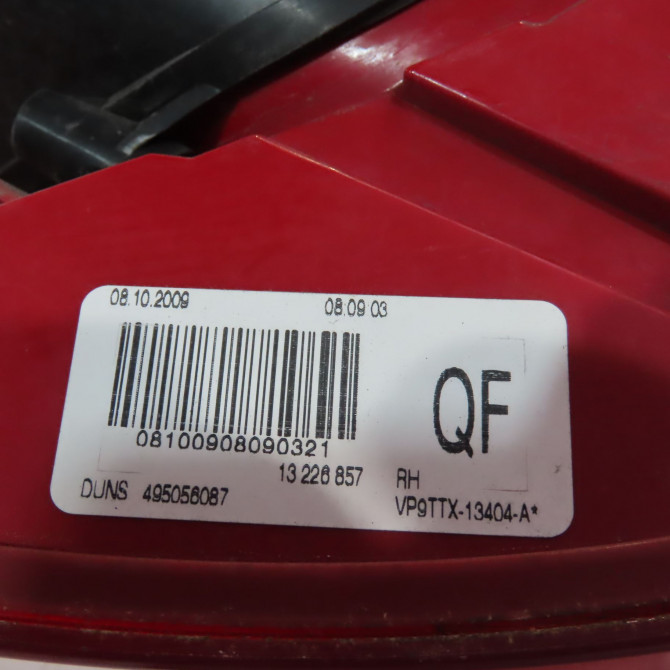 08.10.2009 08:09 03
QF
08100908090321
13 226 857
RH
DUNS 495056087
VP9TTX-13404-A*